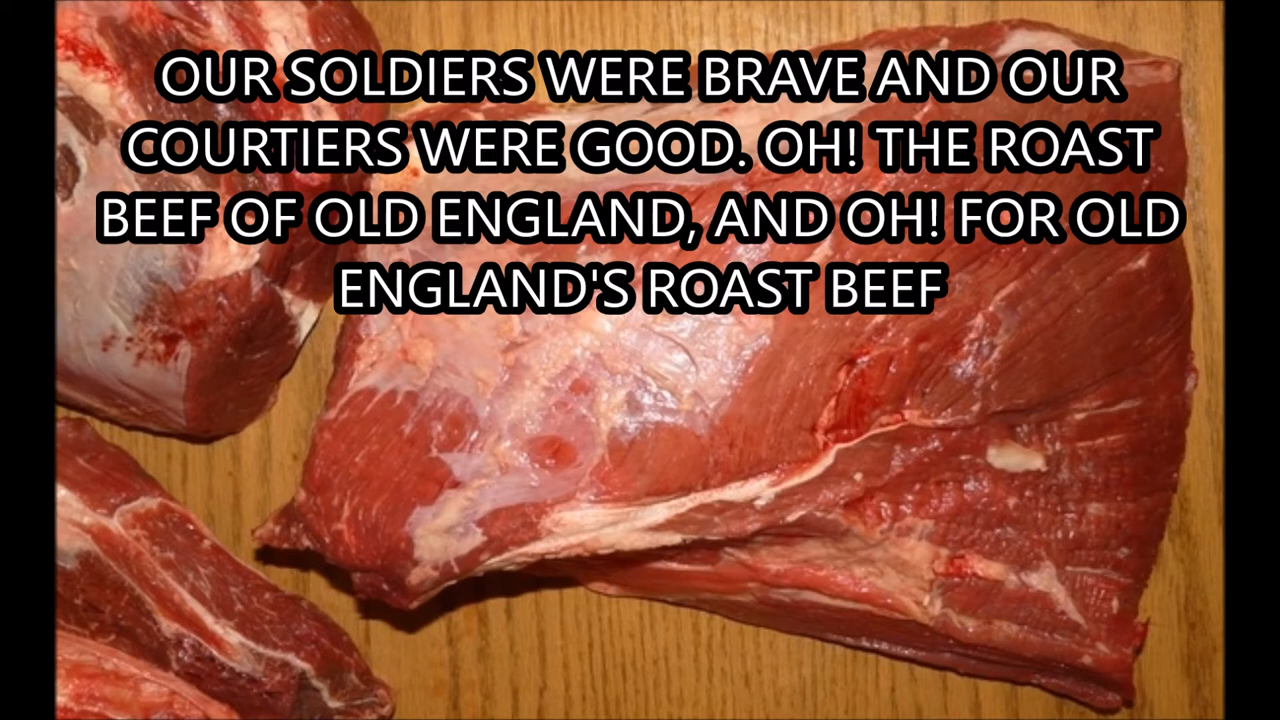 OUR SOLDIERS WERE BRAVE AND OUR
COURTIERS WERE GOOD. OH! THE ROAST
BEEF OF OLD ENGLAND, AND OH! FOR OLD
ENGLAND'S ROAST BEEF